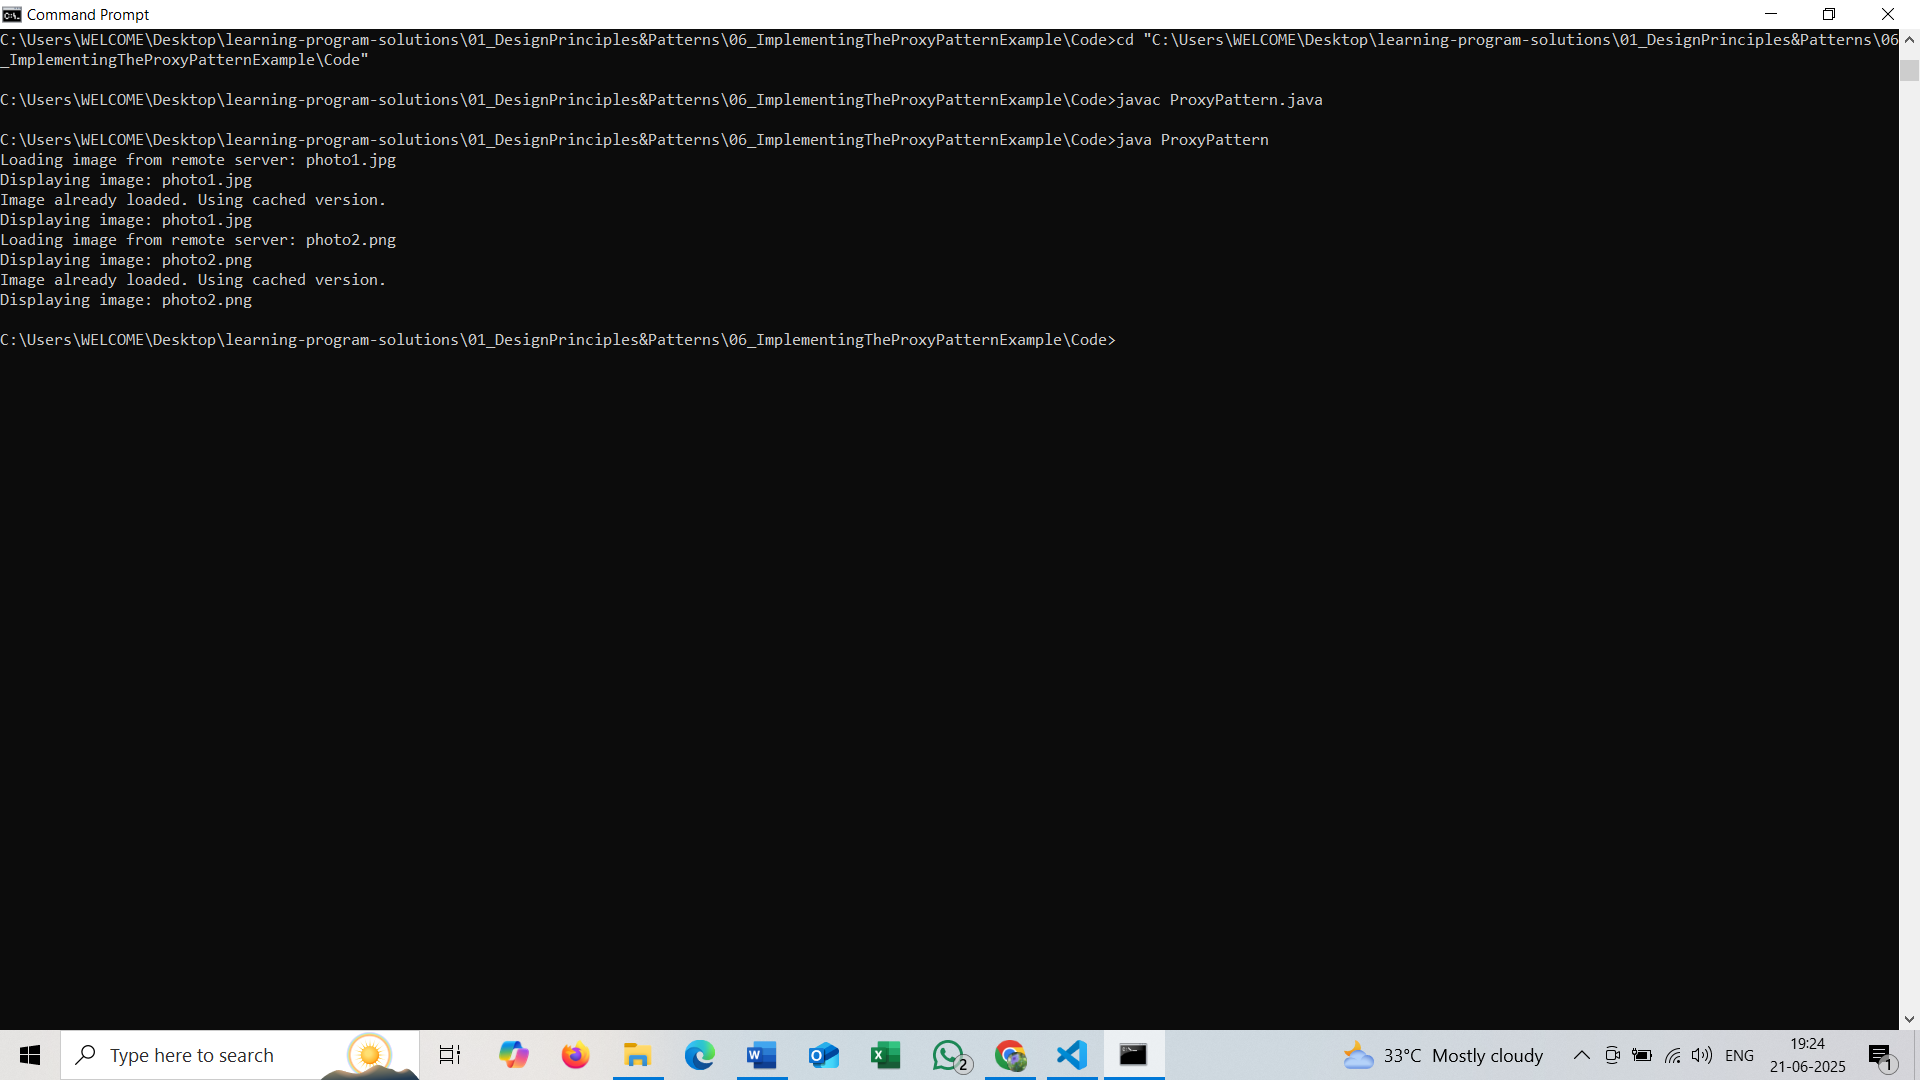 Command Prompt
C:\Users\WELCOME\Desktop\learning-program-solutions\01_DesignPrinciples&Patterns\06_ImplementingTheProxyPatternExample\Code>cd "C:\Users\WELCOME\Desktop\learning-program-solutions\01_DesignPrinciples&Patterns\06
_ImplementingTheProxyPatternExample\Code"
C:\Users\WELCOME\Desktop\learning-program-solutions\01_DesignPrinciples&Patterns\06_ImplementingTheProxyPatternExample\Code>javac ProxyPattern.java
C:\Users\WELCOME\Desktop\learning-program-solutions\01_DesignPrinciples&Patterns\06_ImplementingTheProxyPatternExample\Code>java ProxyPattern
Loading image from remote server: photo1.jpg
Displaying image: photo1.jpg
Image already loaded. Using cached version.
Displaying image: photo1.jpg
Loading image from remote server: photo2.png
Displaying image: photo2.png
Image already loaded. Using cached version.
Displaying image: photo2.png
C:\Users\WELCOME\Desktop\learning-program-solutions\01_DesignPrinciples&Patterns\06_ImplementingTheProxyPatternExample\Code>
Type here to search
2
33°C Mostly cloudy
ENG
19:24
21-06-2025
1